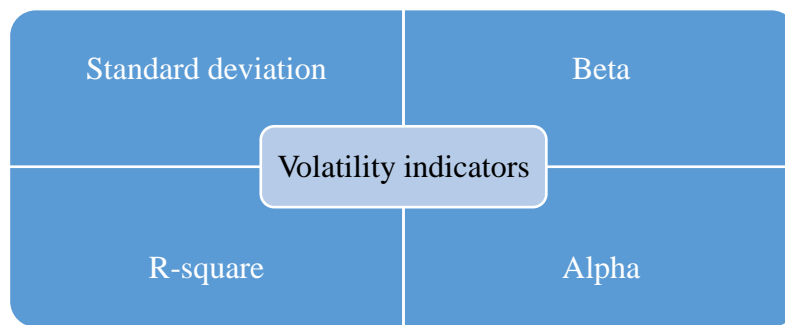 Standard deviation
Beta
Volatility indicators
R-square
Alpha